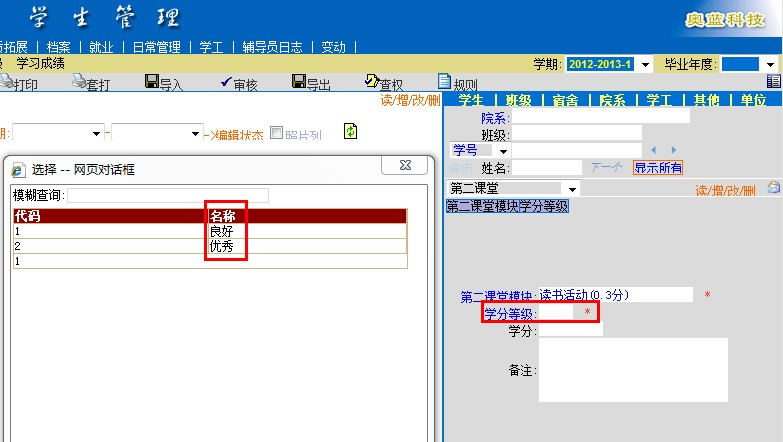 学生管理
奥蓝科技
拓展 | 档案 | 就业 | 日常管理 | 学工 | 辅导员日志 | 变动 |
学习成绩
学期: 2012-2013-1 毕业年度:
打印 套打 导入 审核 导出 查权 规则
读/增/改/删
学生 | 班级 | 宿舍 | 院系 | 学工 | 其他 | 单位
院系:
期: - -X编辑状态 照片列
班级:
学号
遍历 姓名: 下一个 显示所有
选择 -- 网页对话框
模糊查询:
代码 名称
1 良好
2 优秀
1
第二课堂 读/增/改/删
第二课堂模块学分等级
第二课堂模块: 读书活动(0.3分) *
学分等级: *
学分:
备注: